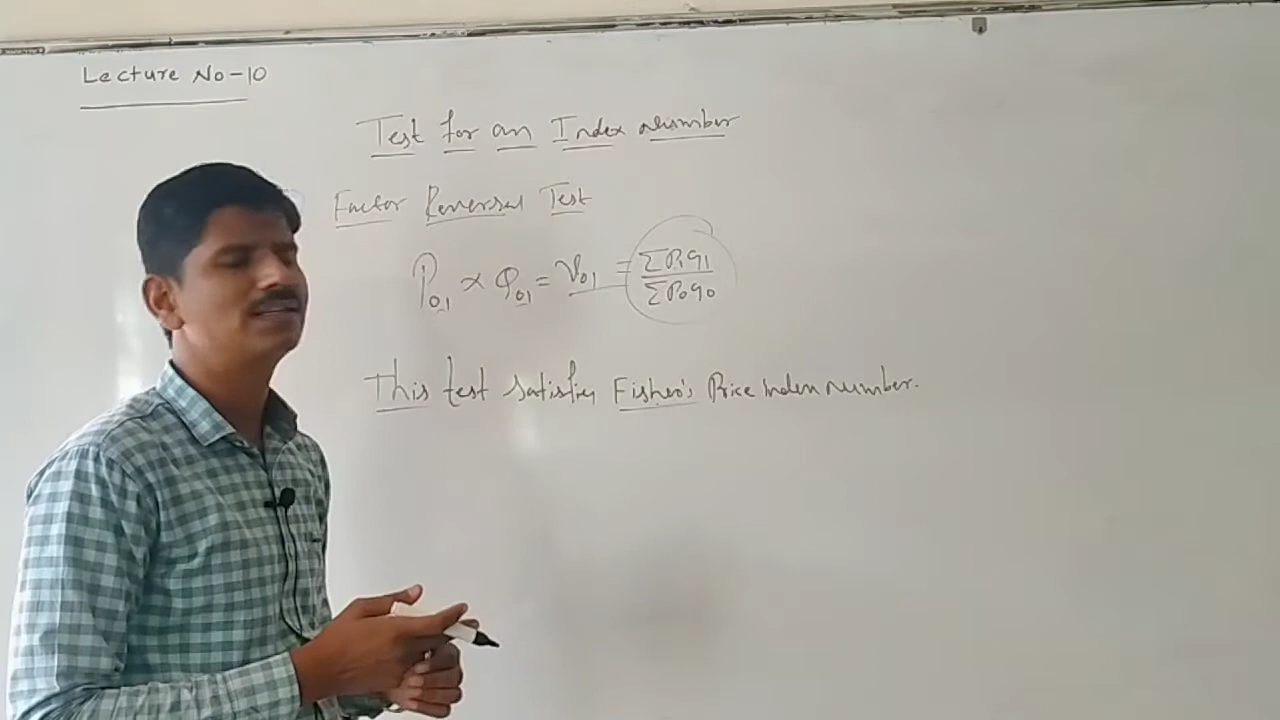 Lecture No-10
Test for an Index Number
Factor Reversal Test
P01 × Q01 = V01 = ΣP1q1 / ΣP0q0
This test satisfies Fisher's Price index number.